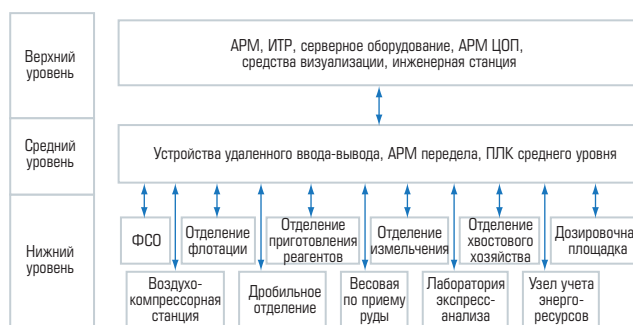 Верхний
уровень
АРМ, ИТР, серверное оборудование, АРМ ЦОП,
средства визуализации, инженерная станция
Средний
уровень
Устройства удаленного ввода-вывода, АРМ передела, ПЛК среднего уровня
Нижний
уровень
ФСО
Отделение
флотации
Отделение
приготовления
реагентов
Отделение
измельчения
Отделение
хвостового
хозяйства
Дозировочна
площадка
Воздухо-
компрессорная
станция
Дробильное
отделение
Весовая
по приему
руды
Лаборатория
экспресс-
анализа
Узел учета
энерго-
ресурсов